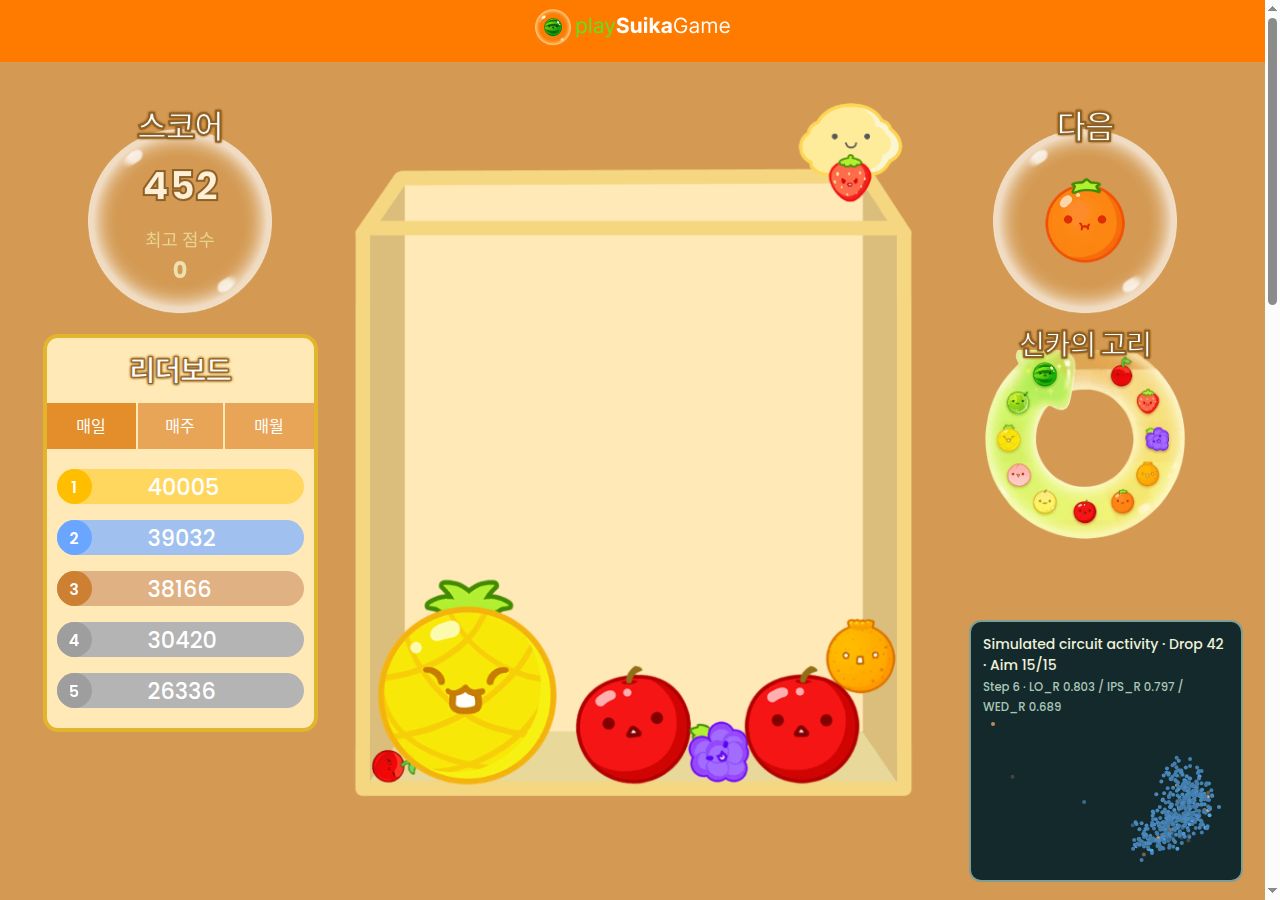 playSuikaGame
스코어
452
최고 점수
0
다음
신카의 고리
리더보드
매일 매주 매월
1 40005
2 39032
3 38166
4 30420
5 26336
Simulated circuit activity · Drop 42
· Aim 15/15
Step 6 · LO_R 0.803 / IPS_R 0.797 /
WED_R 0.689